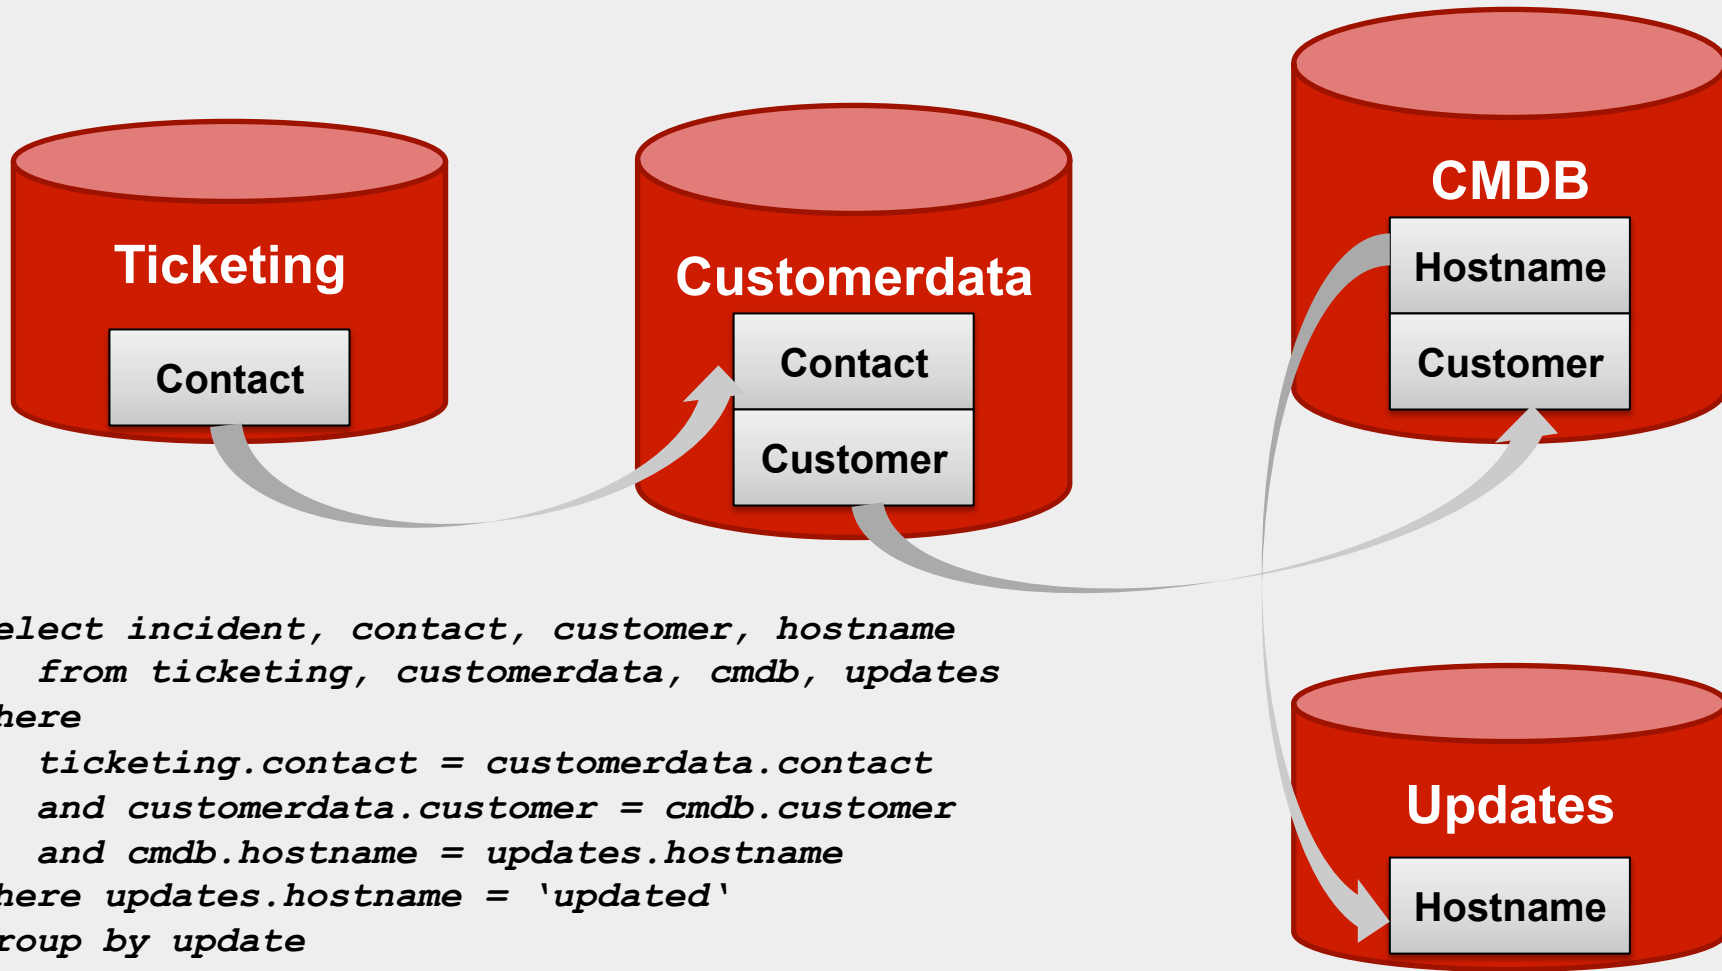 Ticketing
Contact
Customerdata
Contact
Customer
CMDB
Hostname
Customer
elect incident, contact, customer, hostname
from ticketing, customerdata, cmdb, updates
here
ticketing.contact = customerdata.contact
and customerdata.customer = cmdb.customer
and cmdb.hostname = updates.hostname
here updates.hostname = ‘updated‘
roup by update
Updates
Hostname